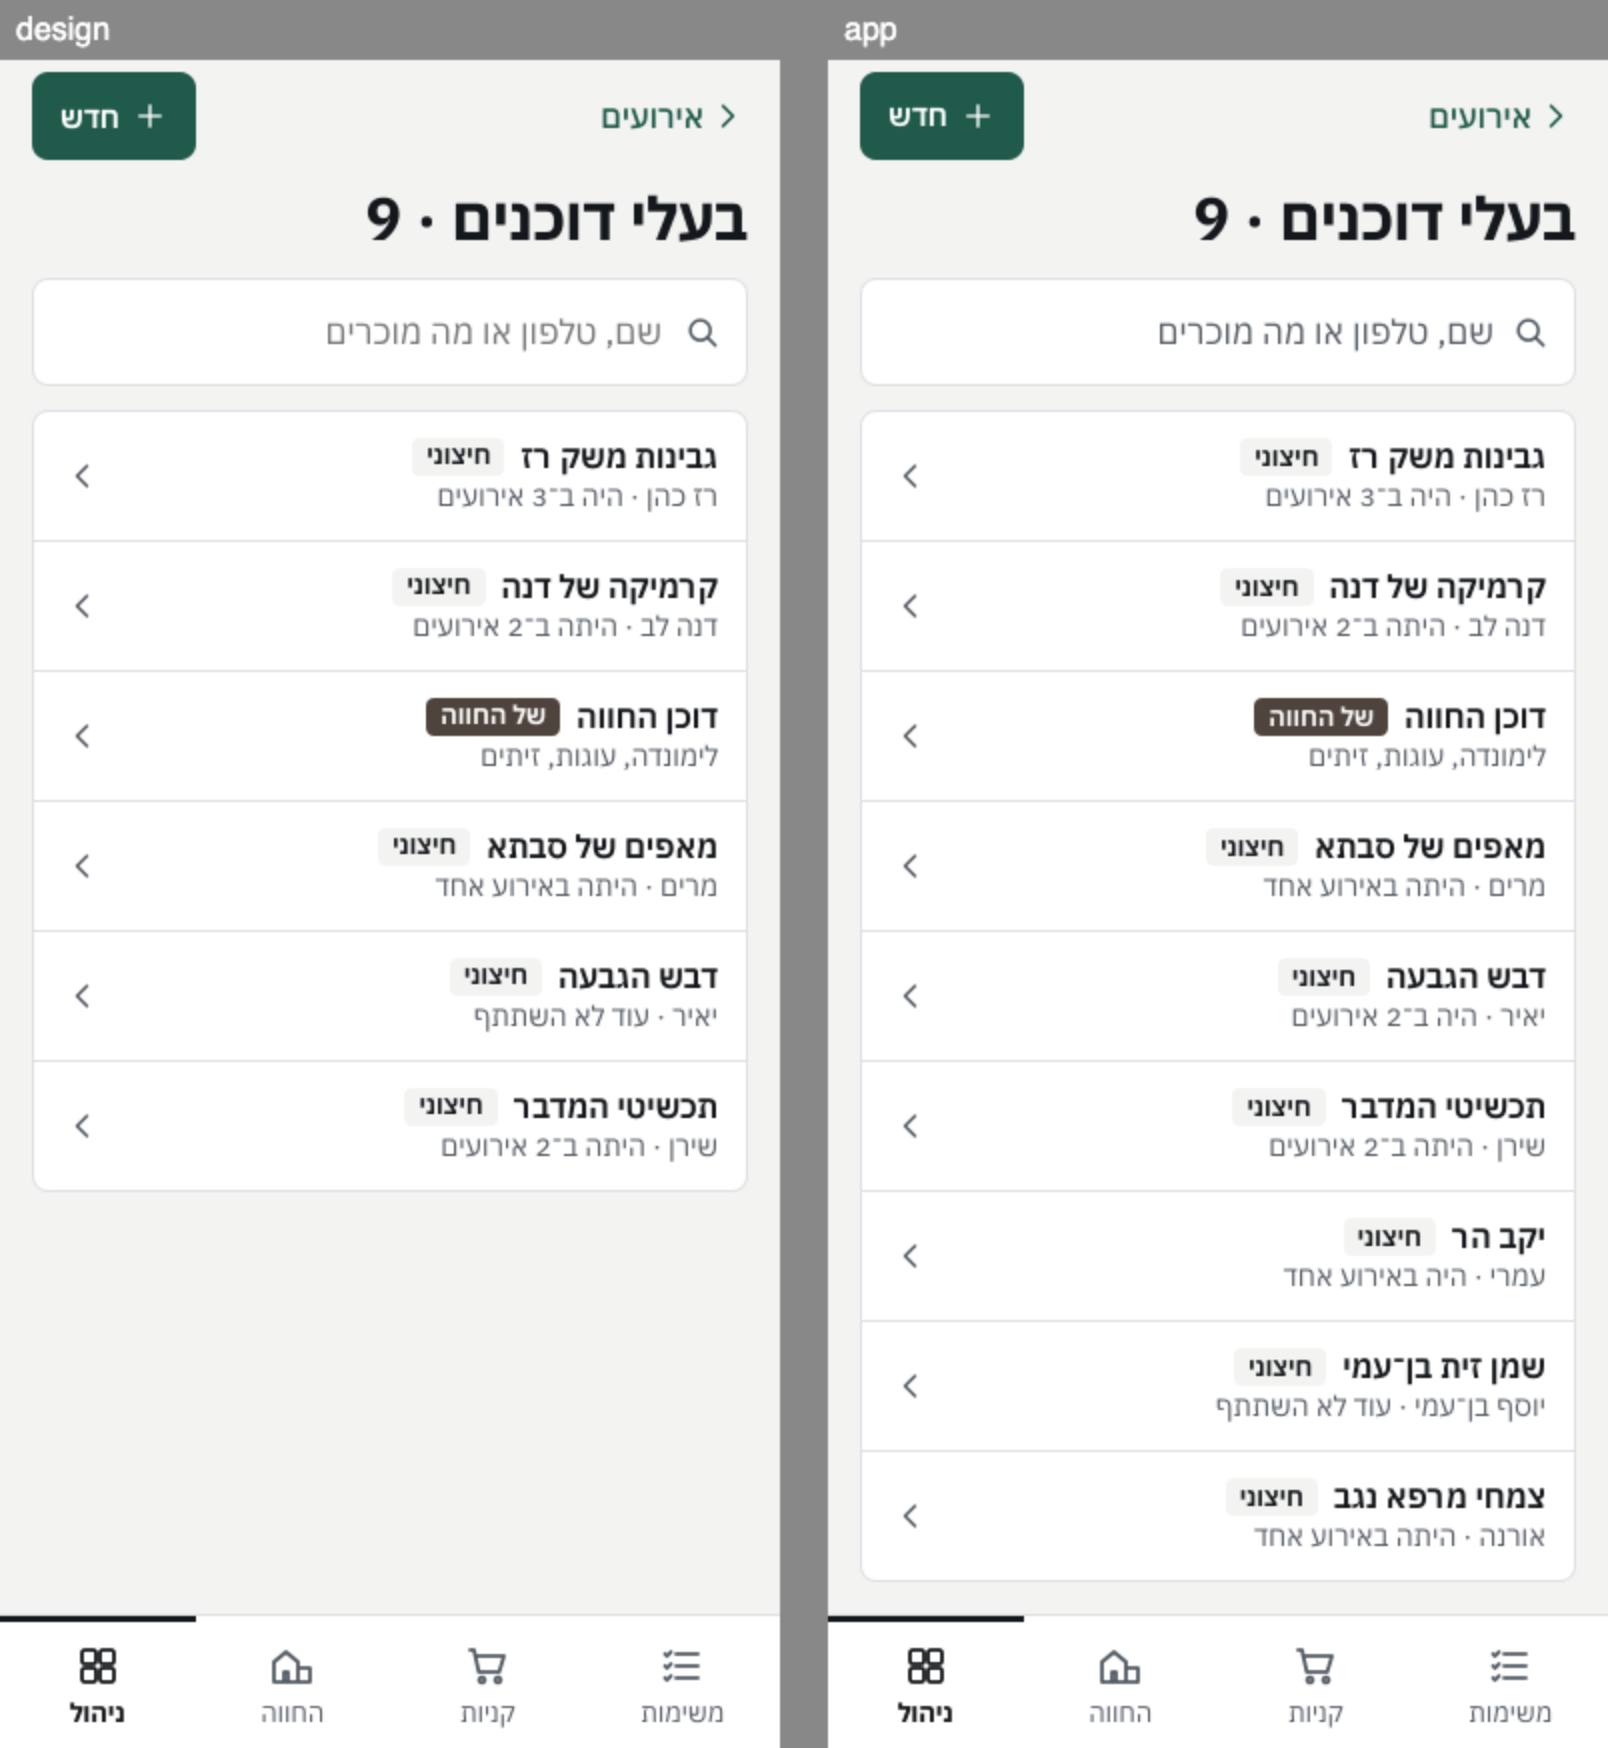 design
אירועים
חדש
בעלי דוכנים · 9
שם, טלפון או מה מוכרים
גבינות משק רז חיצוני
רז כהן · היה ב־3 אירועים
קרמיקה של דנה חיצוני
דנה לב · היתה ב־2 אירועים
דוכן החווה של החווה
לימונדה, עוגות, זיתים
מאפים של סבתא חיצוני
מרים · היתה באירוע אחד
דבש הגבעה חיצוני
יאיר · עוד לא השתתף
תכשיטי המדבר חיצוני
שירן · היתה ב־2 אירועים
משימות
קניות
החווה
ניהול
app
אירועים
חדש
בעלי דוכנים · 9
שם, טלפון או מה מוכרים
גבינות משק רז חיצוני
רז כהן · היה ב־3 אירועים
קרמיקה של דנה חיצוני
דנה לב · היתה ב־2 אירועים
דוכן החווה של החווה
לימונדה, עוגות, זיתים
מאפים של סבתא חיצוני
מרים · היתה באירוע אחד
דבש הגבעה חיצוני
יאיר · היה ב־2 אירועים
תכשיטי המדבר חיצוני
שירן · היתה ב־2 אירועים
יקב הר חיצוני
עמרי · היה באירוע אחד
שמן זית בן־עמי חיצוני
יוסף בן־עמי · עוד לא השתתף
צמחי מרפא נגב חיצוני
אורנה · היתה באירוע אחד
משימות
קניות
החווה
ניהול